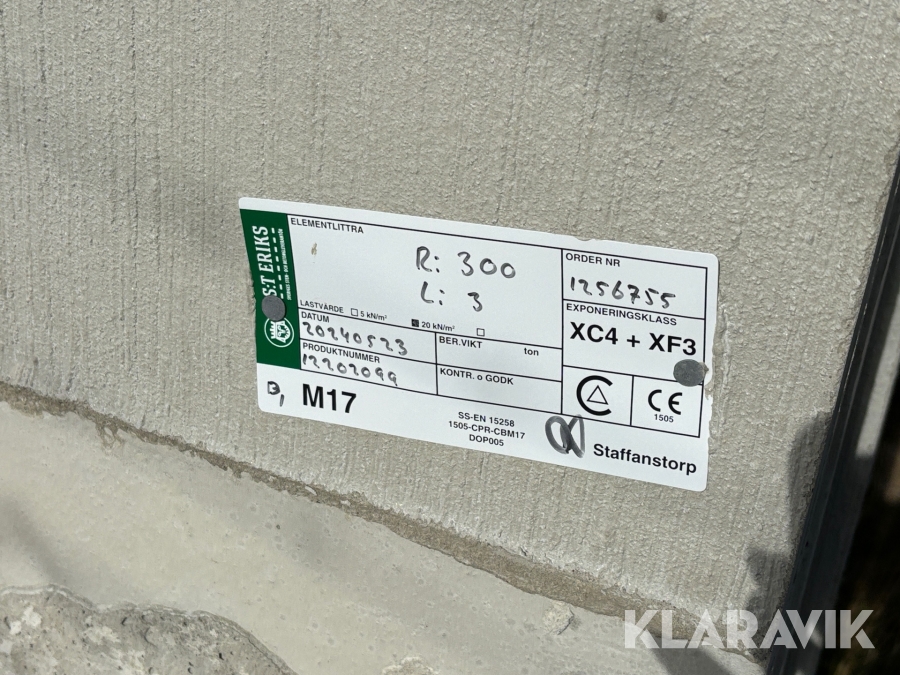 S:T ERIKS
ELEMENTLITTRA
R: 300
L: 3
LASTVÄRDE 5 kN/m² 20 kN/m²
DATUM
20240523
BER.VIKT ton
PRODUKTNUMMER
12202099
KONTR. o GODK
ORDER NR
1256755
EXPONERINGSKLASS
XC4 + XF3
CE
1505
M17
SS-EN 15258
1505-CPR-CBM17
DOP005
Staffanstorp
KLARAVIK